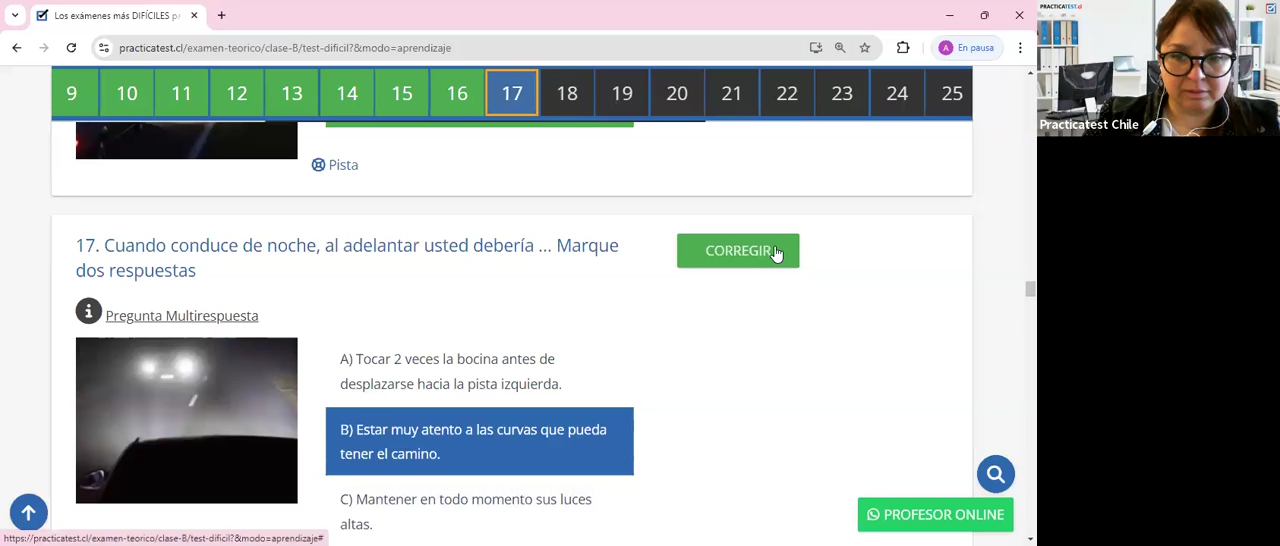 Los exámenes más DIFÍCILES pa
practicatest.cl/examen-teorico/clase-B/test-dificil?&modo=aprendizaje
A
En pausa
PRACTICATEST.cl
Practicatest Chile
9 10 11 12 13 14 15 16 17 18 19 20 21 22 23 24 25
Pista
17. Cuando conduce de noche, al adelantar usted debería ... Marque
dos respuestas
CORREGIR
Pregunta Multirespuesta
A) Tocar 2 veces la bocina antes de
desplazarse hacia la pista izquierda.
B) Estar muy atento a las curvas que pueda
tener el camino.
C) Mantener en todo momento sus luces
altas.
PROFESOR ONLINE
https://practicatest.cl/examen-teorico/clase-B/test-dificil?&modo=aprendizaje#